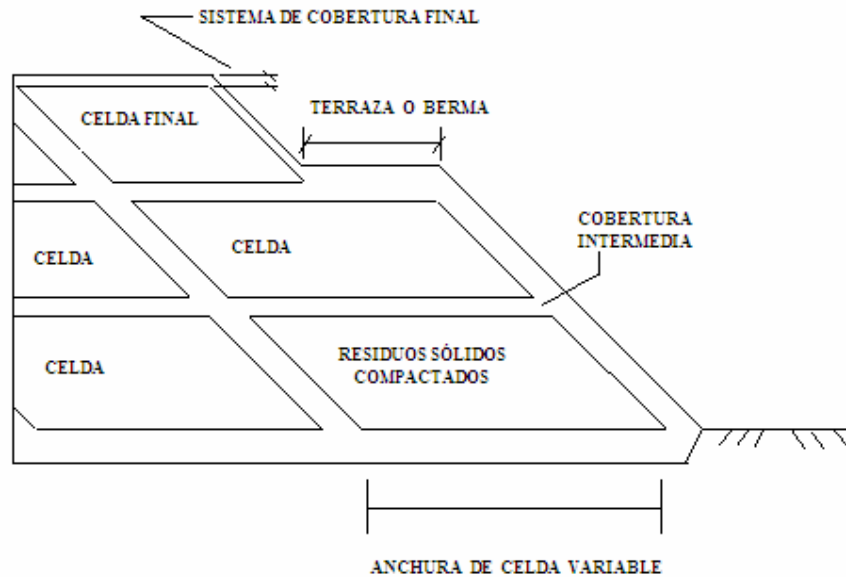 SISTEMA DE COBERTURA FINAL
TERRAZA O BERMA
CELDA FINAL
COBERTURA
INTERMEDIA
CELDA
CELDA
RESIDUOS SÓLIDOS
COMPACTADOS
CELDA
ANCHURA DE CELDA VARIABLE